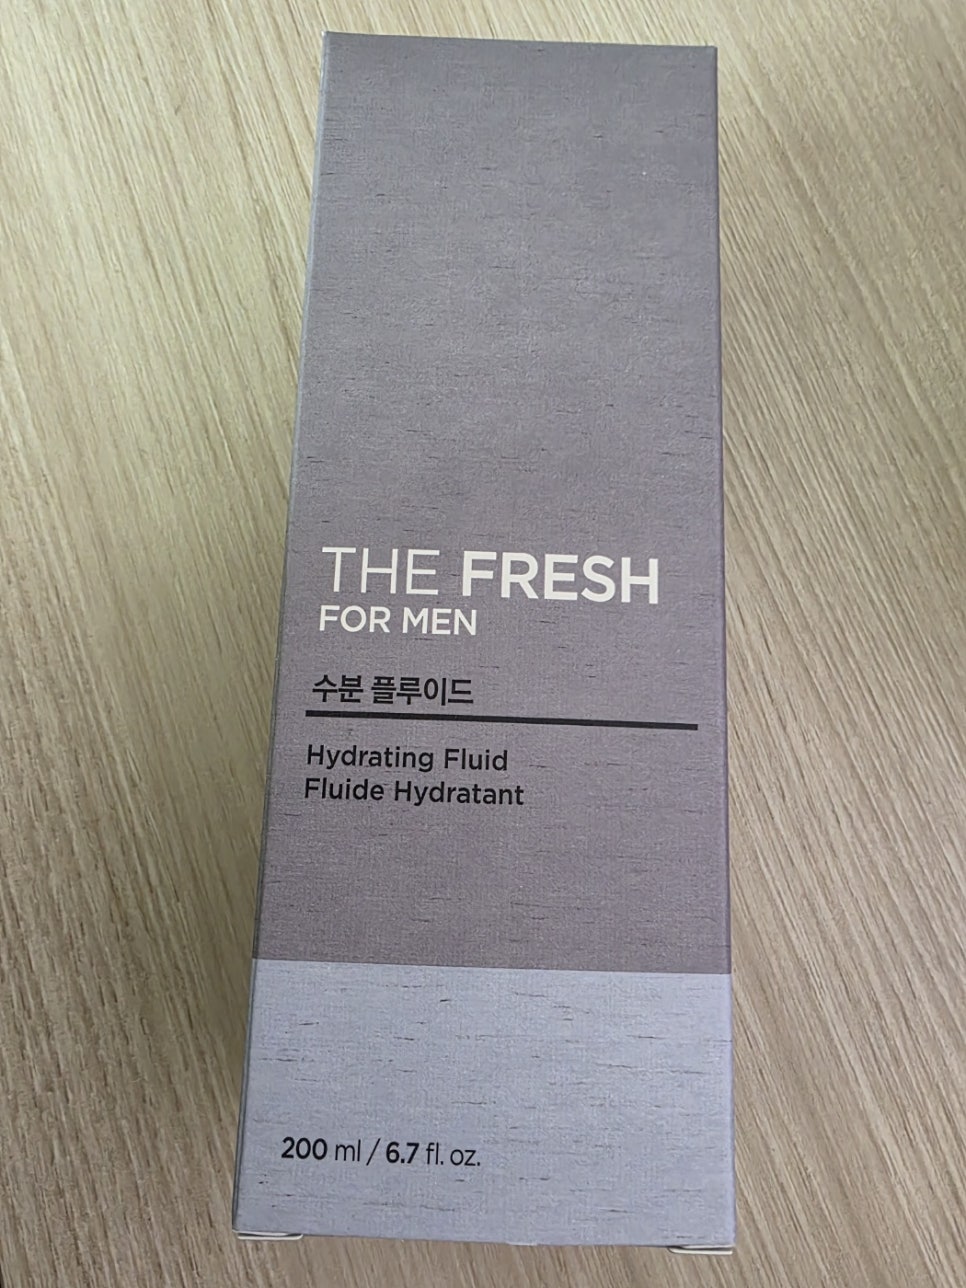 THE FRESH
FOR MEN
수분 플루이드
Hydrating Fluid
Fluide Hydratant
200 ml / 6.7 fl. oz.